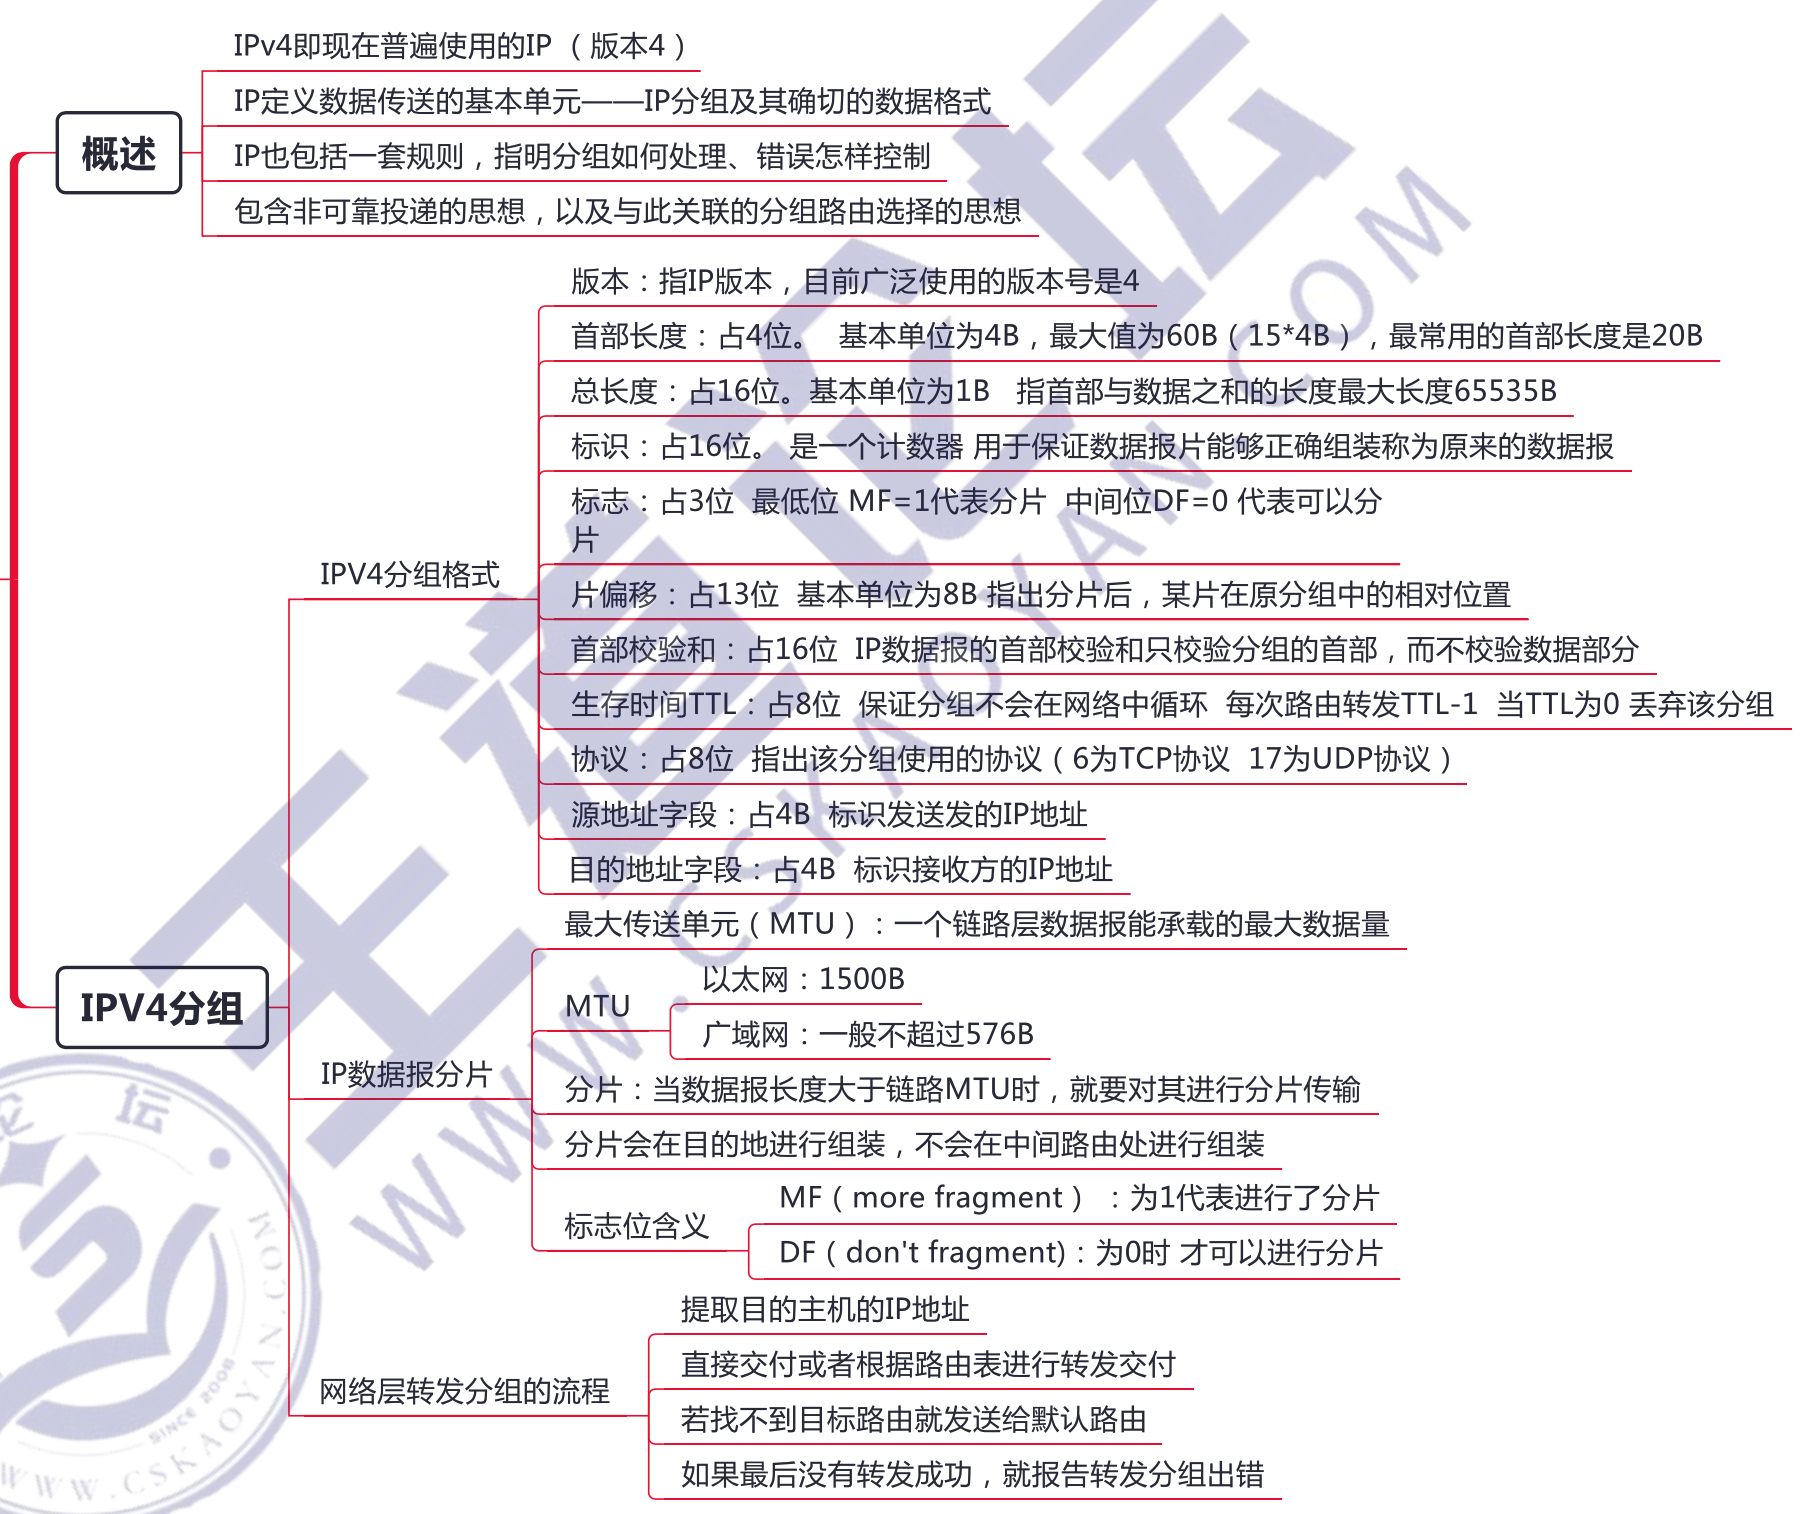 IPv4即现在普遍使用的IP （版本4）
IP定义数据传送的基本单元——IP分组及其确切的数据格式
概述
IP也包括一套规则，指明分组如何处理、错误怎样控制
包含非可靠投递的思想，以及与此关联的分组路由选择的思想
版本：指IP版本，目前广泛使用的版本号是4
首部长度：占4位。 基本单位为4B，最大值为60B（15*4B），最常用的首部长度是20B
总长度：占16位。基本单位为1B 指首部与数据之和的长度最大长度65535B
标识：占16位。 是一个计数器 用于保证数据报片能够正确组装称为原来的数据报
标志：占3位 最低位 MF=1代表分片 中间位DF=0 代表可以分
片
IPV4分组格式
片偏移：占13位 基本单位为8B 指出分片后，某片在原分组中的相对位置
首部校验和：占16位 IP数据报的首部校验和只校验分组的首部，而不校验数据部分
生存时间TTL：占8位 保证分组不会在网络中循环 每次路由转发TTL-1 当TTL为0 丢弃该分组
协议：占8位 指出该分组使用的协议（6为TCP协议 17为UDP协议）
源地址字段：占4B 标识发送发的IP地址
目的地址字段：占4B 标识接收方的IP地址
IPV4分组
最大传送单元（MTU）：一个链路层数据报能承载的最大数据量
MTU
以太网：1500B
广域网：一般不超过576B
IP数据报分片
分片：当数据报长度大于链路MTU时，就要对其进行分片传输
分片会在目的地进行组装，不会在中间路由处进行组装
标志位含义
MF（more fragment） ：为1代表进行了分片
DF（don't fragment)：为0时 才可以进行分片
网络层转发分组的流程
提取目的主机的IP地址
直接交付或者根据路由表进行转发交付
若找不到目标路由就发送给默认路由
如果最后没有转发成功，就报告转发分组出错
王道论坛
WWW.CSKAOYAN.COM
论坛
SINCE 2008
WWW.CSKAOYAN.COM